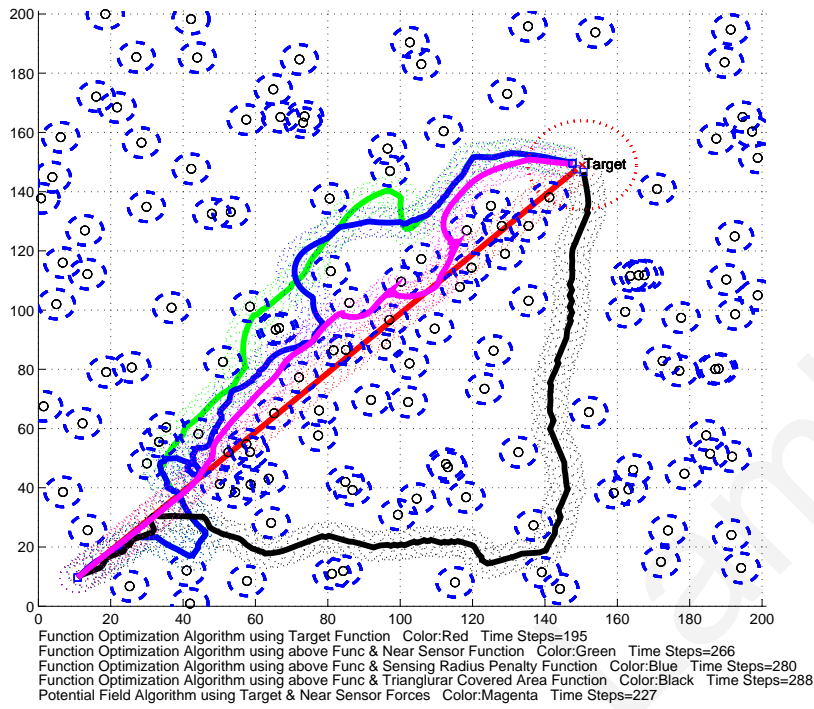 200
180
160
140
120
100
80
60
40
20
0
0 20 40 60 80 100 120 140 160 180 200
Target
Function Optimization Algorithm using Target Function Color:Red Time Steps=195
Function Optimization Algorithm using above Func & Near Sensor Function Color:Green Time Steps=266
Function Optimization Algorithm using above Func & Sensing Radius Penalty Function Color:Blue Time Steps=280
Function Optimization Algorithm using above Func & Trianglurar Covered Area Function Color:Black Time Steps=288
Potential Field Algorithm using Target & Near Sensor Forces Color:Magenta Time Steps=227